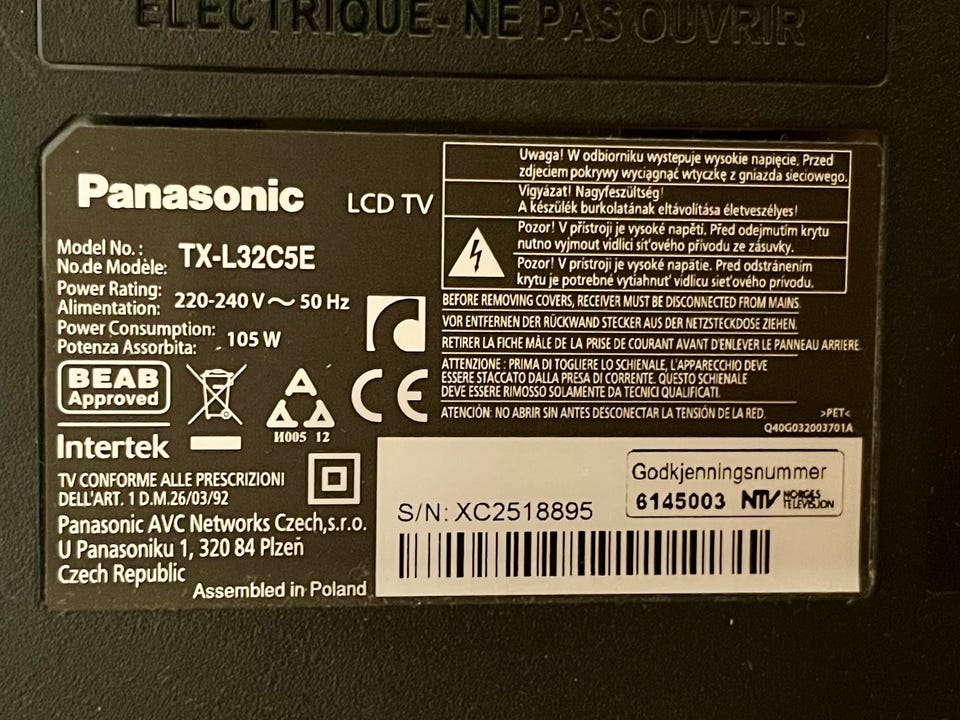 ÉLECTRIQUE- NE PAS OUVRIR
Panasonic
LCD TV
Model No.:
No.de Modèle:
TX-L32C5E
Power Rating:
Alimentation:
220-240 V ~ 50 Hz
Power Consumption:
Potenza Assorbita:
105 W
BEAB
Approved
Intertek
И005 12
CE
TV CONFORME ALLE PRESCRIZIONI
DELL'ART. 1 D.M.26/03/92
Panasonic AVC Networks Czech,s.r.o.
U Panasoniku 1, 320 84 Plzeň
Czech Republic
Assembled in Poland
Uwaga! W odbiorniku wystepuje wysokie napięcie. Przed
zdjeciem pokrywy wyciągnąć wtyczkę z gniazda sieciowego.
Vigyázat! Nagyfeszültség!
A készülék burkolatának eltávolítása életveszélyes!
Pozor! V přístroji je vysoké napětí. Před odejmutím krytu
nutno vyjmout vidlici síťového přívodu ze zásuvky.
Pozor! V prístroji je vysoké napätie. Pred odstránením
krytu je potrebné vytiahnuť vidlicu sieťového prívodu.
BEFORE REMOVING COVERS, RECEIVER MUST BE DISCONNECTED FROM MAINS.
VOR ENTFERNEN DER RÜCKWAND STECKER AUS DER NETZSTECKDOSE ZIEHEN.
RETIRER LA FICHE MÂLE DE LA PRISE DE COURANT AVANT D'ENLEVER LE PANNEAU ARRIERE.
ATTENZIONE : PRIMA DI TOGLIERE LO SCHIENALE, L'APPARECCHIO DEVE
ESSERE STACCATO DALLA PRESA DI CORRENTE. QUESTO SCHIENALE
DEVE ESSERE RIMOSSO SOLAMENTE DA TECNICI QUALIFICATI.
ATENCIÓN: NO ABRIR SIN ANTES DESCONECTAR LA TENSIÓN DE LA RED.
>PET<
Q40G032003701A
Godkjenningsnummer
6145003 NTV NORGES TELEVISJON
S/N: XC2518895